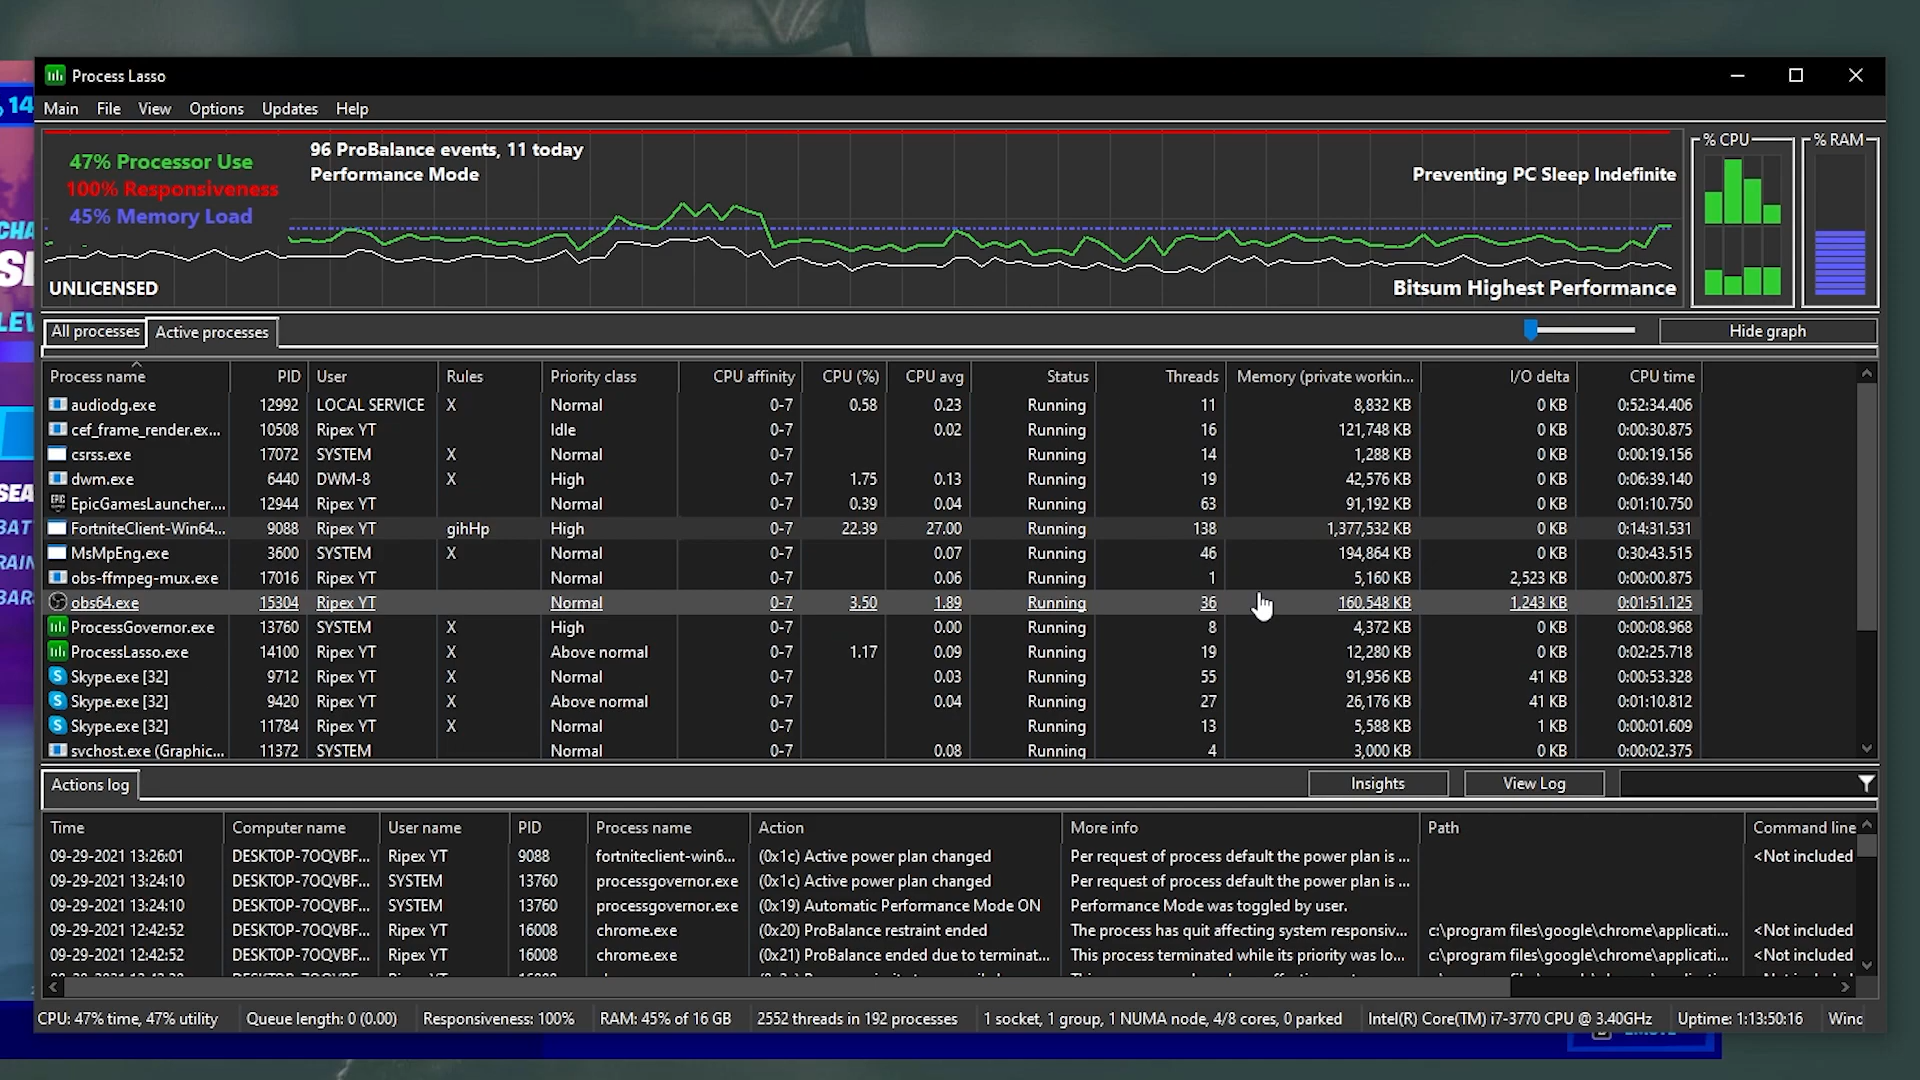 Process Lasso
Main File View Options Updates Help
47% Processor Use
100% Responsiveness
45% Memory Load
96 ProBalance events, 11 today
Performance Mode
Preventing PC Sleep Indefinite
UNLICENSED
Bitsum Highest Performance
% CPU
% RAM
All processes Active processes Hide graph
Process name PID User Rules Priority class CPU affinity CPU (%) CPU avg Status Threads Memory (private workin... I/O delta CPU time
audiodg.exe 12992 LOCAL SERVICE X Normal 0-7 0.58 0.23 Running 11 8,832 KB 0 KB 0:52:34.406
cef_frame_render.ex... 10508 Ripex YT Idle 0-7 0.02 Running 16 121,748 KB 0 KB 0:00:30.875
csrss.exe 17072 SYSTEM X Normal 0-7 Running 14 1,288 KB 0 KB 0:00:19.156
dwm.exe 6440 DWM-8 X High 0-7 1.75 0.13 Running 19 42,576 KB 0 KB 0:06:39.140
EpicGamesLauncher.... 12944 Ripex YT Normal 0-7 0.39 0.04 Running 63 91,192 KB 0 KB 0:01:10.750
FortniteClient-Win64... 9088 Ripex YT gihHp High 0-7 22.39 27.00 Running 138 1,377,532 KB 0 KB 0:14:31.531
MsMpEng.exe 3600 SYSTEM X Normal 0-7 0.07 Running 46 194,864 KB 0 KB 0:30:43.515
obs-ffmpeg-mux.exe 17016 Ripex YT Normal 0-7 0.06 Running 1 5,160 KB 2,523 KB 0:00:00.875
obs64.exe 15304 Ripex YT Normal 0-7 3.50 1.89 Running 36 160,548 KB 1,243 KB 0:01:51.125
ProcessGovernor.exe 13760 SYSTEM X High 0-7 0.00 Running 8 4,372 KB 0 KB 0:00:08.968
ProcessLasso.exe 14100 Ripex YT X Above normal 0-7 1.17 0.09 Running 19 12,280 KB 0 KB 0:02:25.718
Skype.exe [32] 9712 Ripex YT X Normal 0-7 0.03 Running 55 91,956 KB 41 KB 0:00:53.328
Skype.exe [32] 9420 Ripex YT X Above normal 0-7 0.04 Running 27 26,176 KB 41 KB 0:01:10.812
Skype.exe [32] 11784 Ripex YT X Normal 0-7 Running 13 5,588 KB 1 KB 0:00:01.609
svchost.exe (Graphic... 11372 SYSTEM Normal 0-7 0.08 Running 4 3,000 KB 0 KB 0:00:02.375
Actions log Insights View Log
Time Computer name User name PID Process name Action More info Path Command line
09-29-2021 13:26:01 DESKTOP-7OQVBF... Ripex YT 9088 fortniteclient-win6... (0x1c) Active power plan changed Per request of process default the power plan is ... <Not included
09-29-2021 13:24:10 DESKTOP-7OQVBF... SYSTEM 13760 processgovernor.exe (0x1c) Active power plan changed Per request of process default the power plan is ...
09-29-2021 13:24:10 DESKTOP-7OQVBF... SYSTEM 13760 processgovernor.exe (0x19) Automatic Performance Mode ON Performance Mode was toggled by user.
09-29-2021 12:42:52 DESKTOP-7OQVBF... Ripex YT 16008 chrome.exe (0x20) ProBalance restraint ended The process has quit affecting system responsiv... c:\program files\google\chrome\applicati... <Not included
09-29-2021 12:42:52 DESKTOP-7OQVBF... Ripex YT 16008 chrome.exe (0x21) ProBalance ended due to terminat... This process terminated while its priority was lo... c:\program files\google\chrome\applicati... <Not included
CPU: 47% time, 47% utility Queue length: 0 (0.00) Responsiveness: 100% RAM: 45% of 16 GB 2552 threads in 192 processes 1 socket, 1 group, 1 NUMA node, 4/8 cores, 0 parked Intel(R) Core(TM) i7-3770 CPU @ 3.40GHz Uptime: 1:13:50:16 Winc